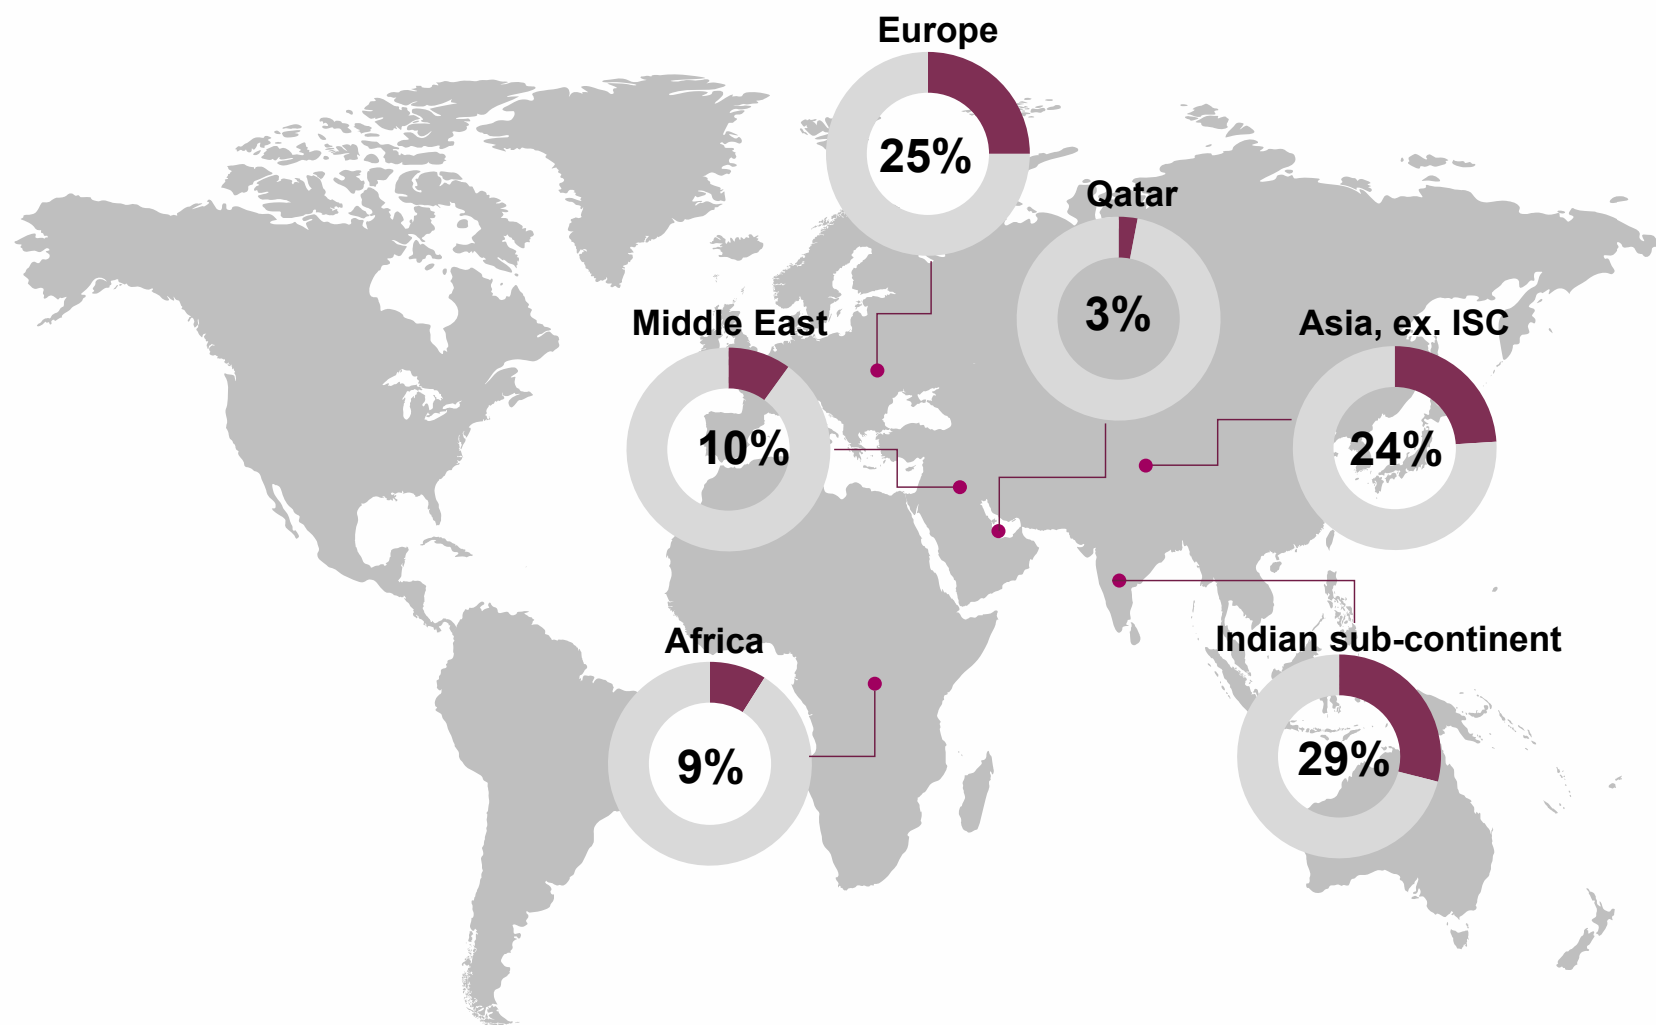 Europe
25%
Qatar
3%
Middle East
10%
Asia, ex. ISC
24%
Africa
9%
Indian sub-continent
29%